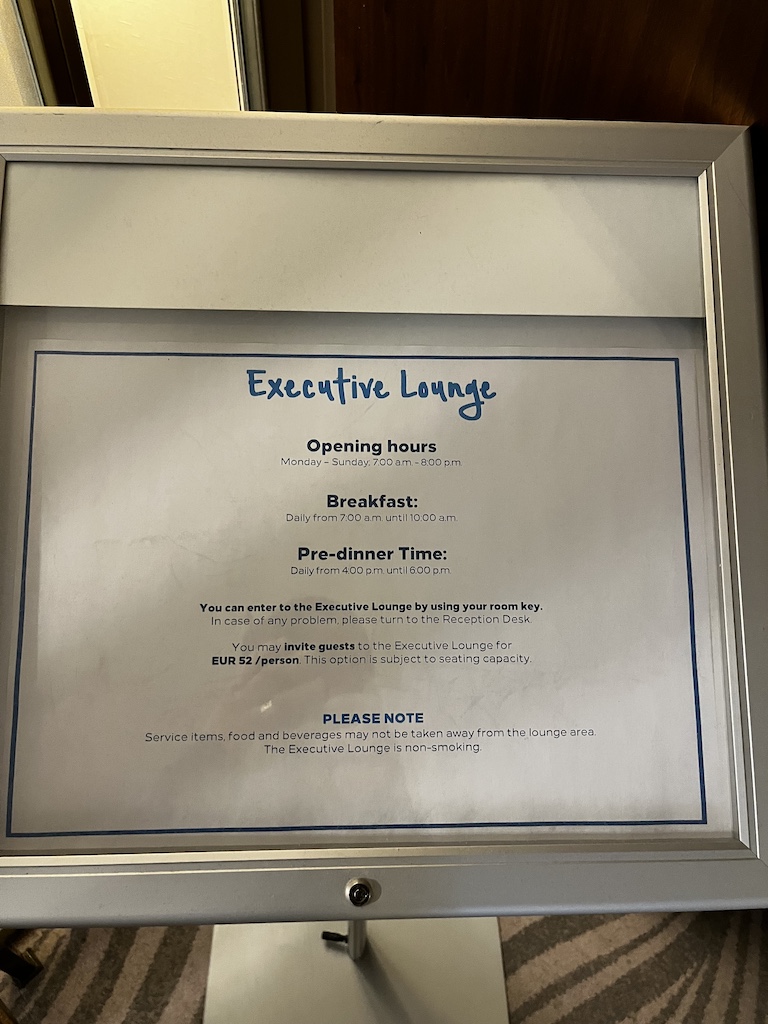 Executive Lounge
Opening hours
Monday – Sunday: 7:00 a.m. - 8:00 p.m.
Breakfast:
Daily from 7:00 a.m. until 10:00 a.m.
Pre-dinner Time:
Daily from 4:00 p.m. until 6:00 p.m.
You can enter to the Executive Lounge by using your room key.
In case of any problem, please turn to the Reception Desk.
You may invite guests to the Executive Lounge for
EUR 52 /person. This option is subject to seating capacity.
PLEASE NOTE
Service items, food and beverages may not be taken away from the lounge area.
The Executive Lounge is non-smoking.